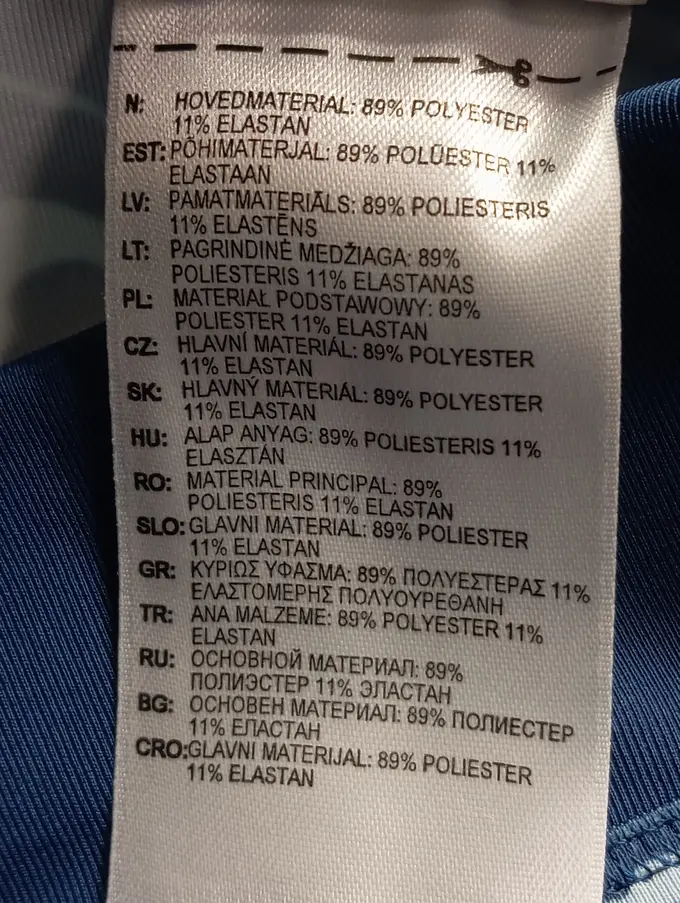 N: HOVEDMATERIAL: 89% POLYESTER
11% ELASTAN
EST: PÕHIMATERJAL: 89% POLÜESTER 11%
ELASTAAN
LV: PAMATMATERIĀLS: 89% POLIESTERIS
11% ELASTĒNS
LT: PAGRINDINĖ MEDŽIAGA: 89%
POLIESTERIS 11% ELASTANAS
PL: MATERIAŁ PODSTAWOWY: 89%
POLIESTER 11% ELASTAN
CZ: HLAVNÍ MATERIÁL: 89% POLYESTER
11% ELASTAN
SK: HLAVNÝ MATERIÁL: 89% POLYESTER
11% ELASTAN
HU: ALAP ANYAG: 89% POLIESTERIS 11%
ELASZTÁN
RO: MATERIAL PRINCIPAL: 89%
POLIESTERIS 11% ELASTAN
SLO: GLAVNI MATERIAL: 89% POLIESTER
11% ELASTAN
GR: ΚΥΡΙΩΣ ΥΦΑΣΜΑ: 89% ΠΟΛΥΕΣΤΕΡΑΣ 11%
ΕΛΑΣΤΟΜΕΡΗΣ ΠΟΛΥΟΥΡΕΘΑΝΗ
TR: ANA MALZEME: 89% POLYESTER 11%
ELASTAN
RU: ОСНОВНОЙ МАТЕРИАЛ: 89%
ПОЛИЭСТЕР 11% ЭЛАСТАН
BG: ОСНОВЕН МАТЕРИАЛ: 89% ПОЛИЕСТЕР
11% ЕЛАСТАН
CRO: GLAVNI MATERIJAL: 89% POLIESTER
11% ELASTAN